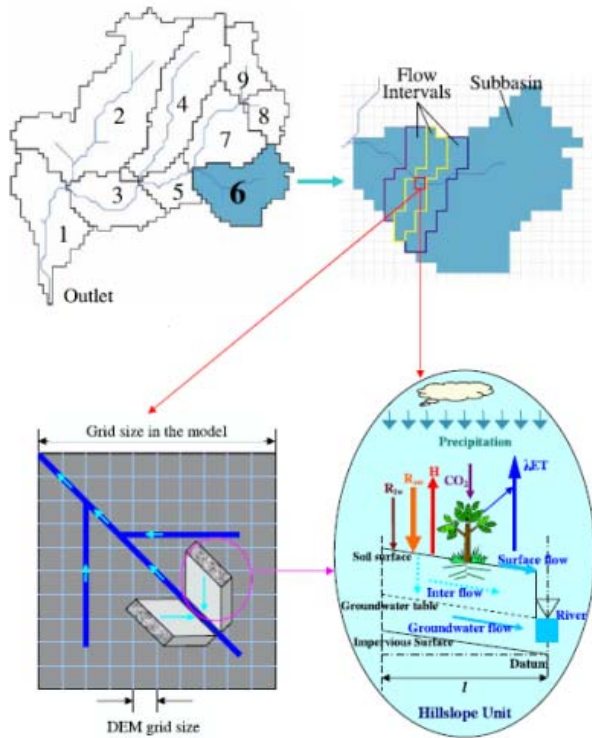 9
4
2
8
7
3
5
6
1
Outlet
Flow
Intervals
Subbasin
Grid size in the model
DEM grid size
Precipitation
λET
H
CO₂
Soil surface
Surface flow
Inter flow
Groundwater table
River
Groundwater flow
Impervious Surface
Datum
l
Hillslope Unit